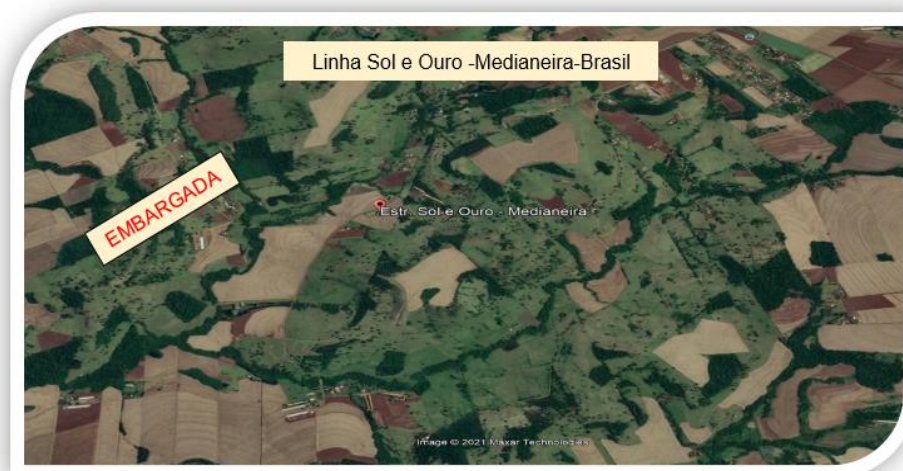 Linha Sol e Ouro -Medianeira-Brasil
EMBARGADA
Estr. Sol e Ouro - Medianeira
Image © 2021 Maxar Technologies